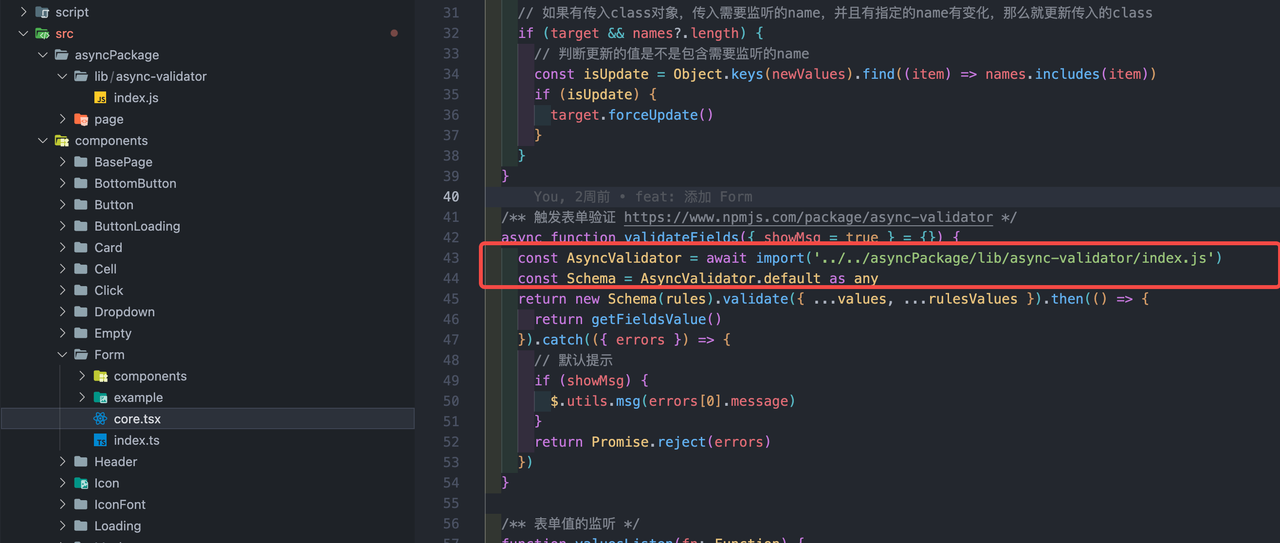 script
src
asyncPackage
lib/async-validator
JS index.js
page
components
BasePage
BottomButton
Button
ButtonLoading
Card
Cell
Click
Dropdown
Empty
Form
components
example
core.tsx
TS index.ts
Header
Icon
IconFont
Loading
31 // 如果有传入class对象，传入需要监听的name，并且有指定的name有变化，那么就更新传入的class
32 if (target && names?.length) {
33 // 判断更新的值是不是包含需要监听的name
34 const isUpdate = Object.keys(newValues).find((item) => names.includes(item))
35 if (isUpdate) {
36 target.forceUpdate()
37 }
38 }
39 }
40 You, 2周前 • feat: 添加 Form
41 /** 触发表单验证 https://www.npmjs.com/package/async-validator */
42 async function validateFields({ showMsg = true } = {}) {
43 const AsyncValidator = await import('../../asyncPackage/lib/async-validator/index.js')
44 const Schema = AsyncValidator.default as any
45 return new Schema(rules).validate({ ...values, ...rulesValues }).then(() => {
46 return getFieldsValue()
47 }).catch(({ errors }) => {
48 // 默认提示
49 if (showMsg) {
50 $.utils.msg(errors[0].message)
51 }
52 return Promise.reject(errors)
53 })
54 }
55
56 /** 表单值的监听 */
57 function valuesListen(fn: Function) {